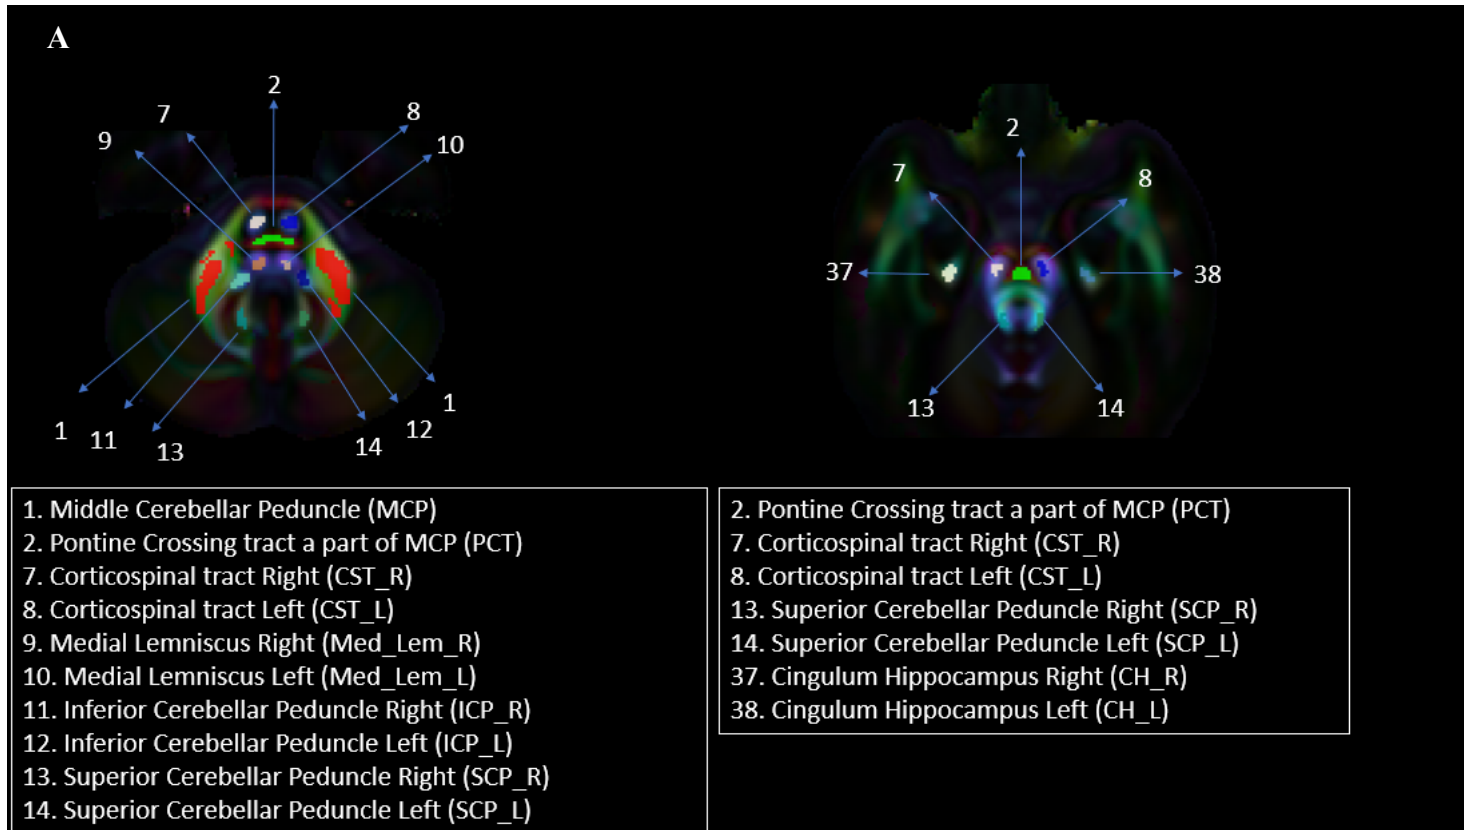 A
2
7
8
9
10
1
11
13
14
12
1
2
7
8
37
38
13
14
1. Middle Cerebellar Peduncle (MCP)
2. Pontine Crossing tract a part of MCP (PCT)
7. Corticospinal tract Right (CST_R)
8. Corticospinal tract Left (CST_L)
9. Medial Lemniscus Right (Med_Lem_R)
10. Medial Lemniscus Left (Med_Lem_L)
11. Inferior Cerebellar Peduncle Right (ICP_R)
12. Inferior Cerebellar Peduncle Left (ICP_L)
13. Superior Cerebellar Peduncle Right (SCP_R)
14. Superior Cerebellar Peduncle Left (SCP_L)
2. Pontine Crossing tract a part of MCP (PCT)
7. Corticospinal tract Right (CST_R)
8. Corticospinal tract Left (CST_L)
13. Superior Cerebellar Peduncle Right (SCP_R)
14. Superior Cerebellar Peduncle Left (SCP_L)
37. Cingulum Hippocampus Right (CH_R)
38. Cingulum Hippocampus Left (CH_L)